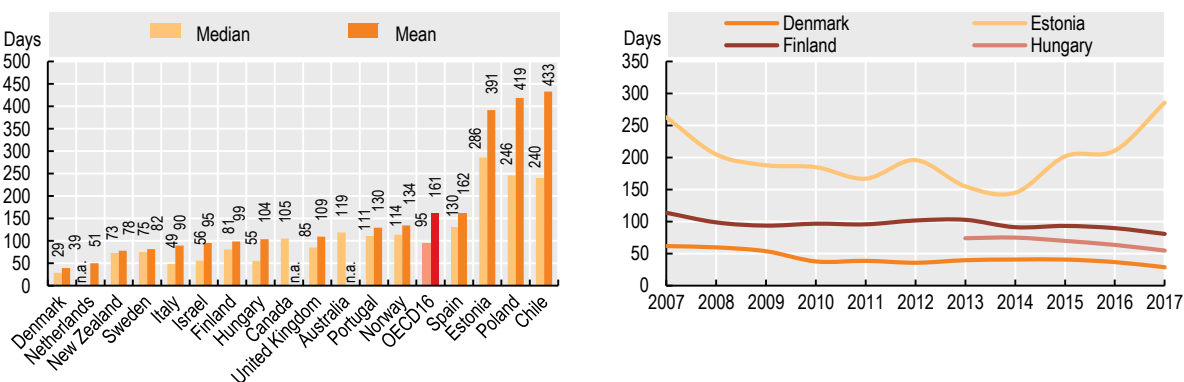 Median
Mean
Days
500
450
400
350
300
250
200
150
100
50
0
29
39
n.a.
51
73
78
75
82
49
90
56
95
81
99
55
104
105
n.a.
85
109
119
n.a.
111
130
114
134
95
161
130
162
286
391
246
419
240
433
Denmark
Netherlands
New Zealand
Sweden
Italy
Israel
Finland
Hungary
Canada
United Kingdom
Australia
Portugal
Norway
OECD16
Spain
Estonia
Poland
Chile
Denmark
Estonia
Finland
Hungary
Days
350
300
250
200
150
100
50
0
2007 2008 2009 2010 2011 2012 2013 2014 2015 2016 2017